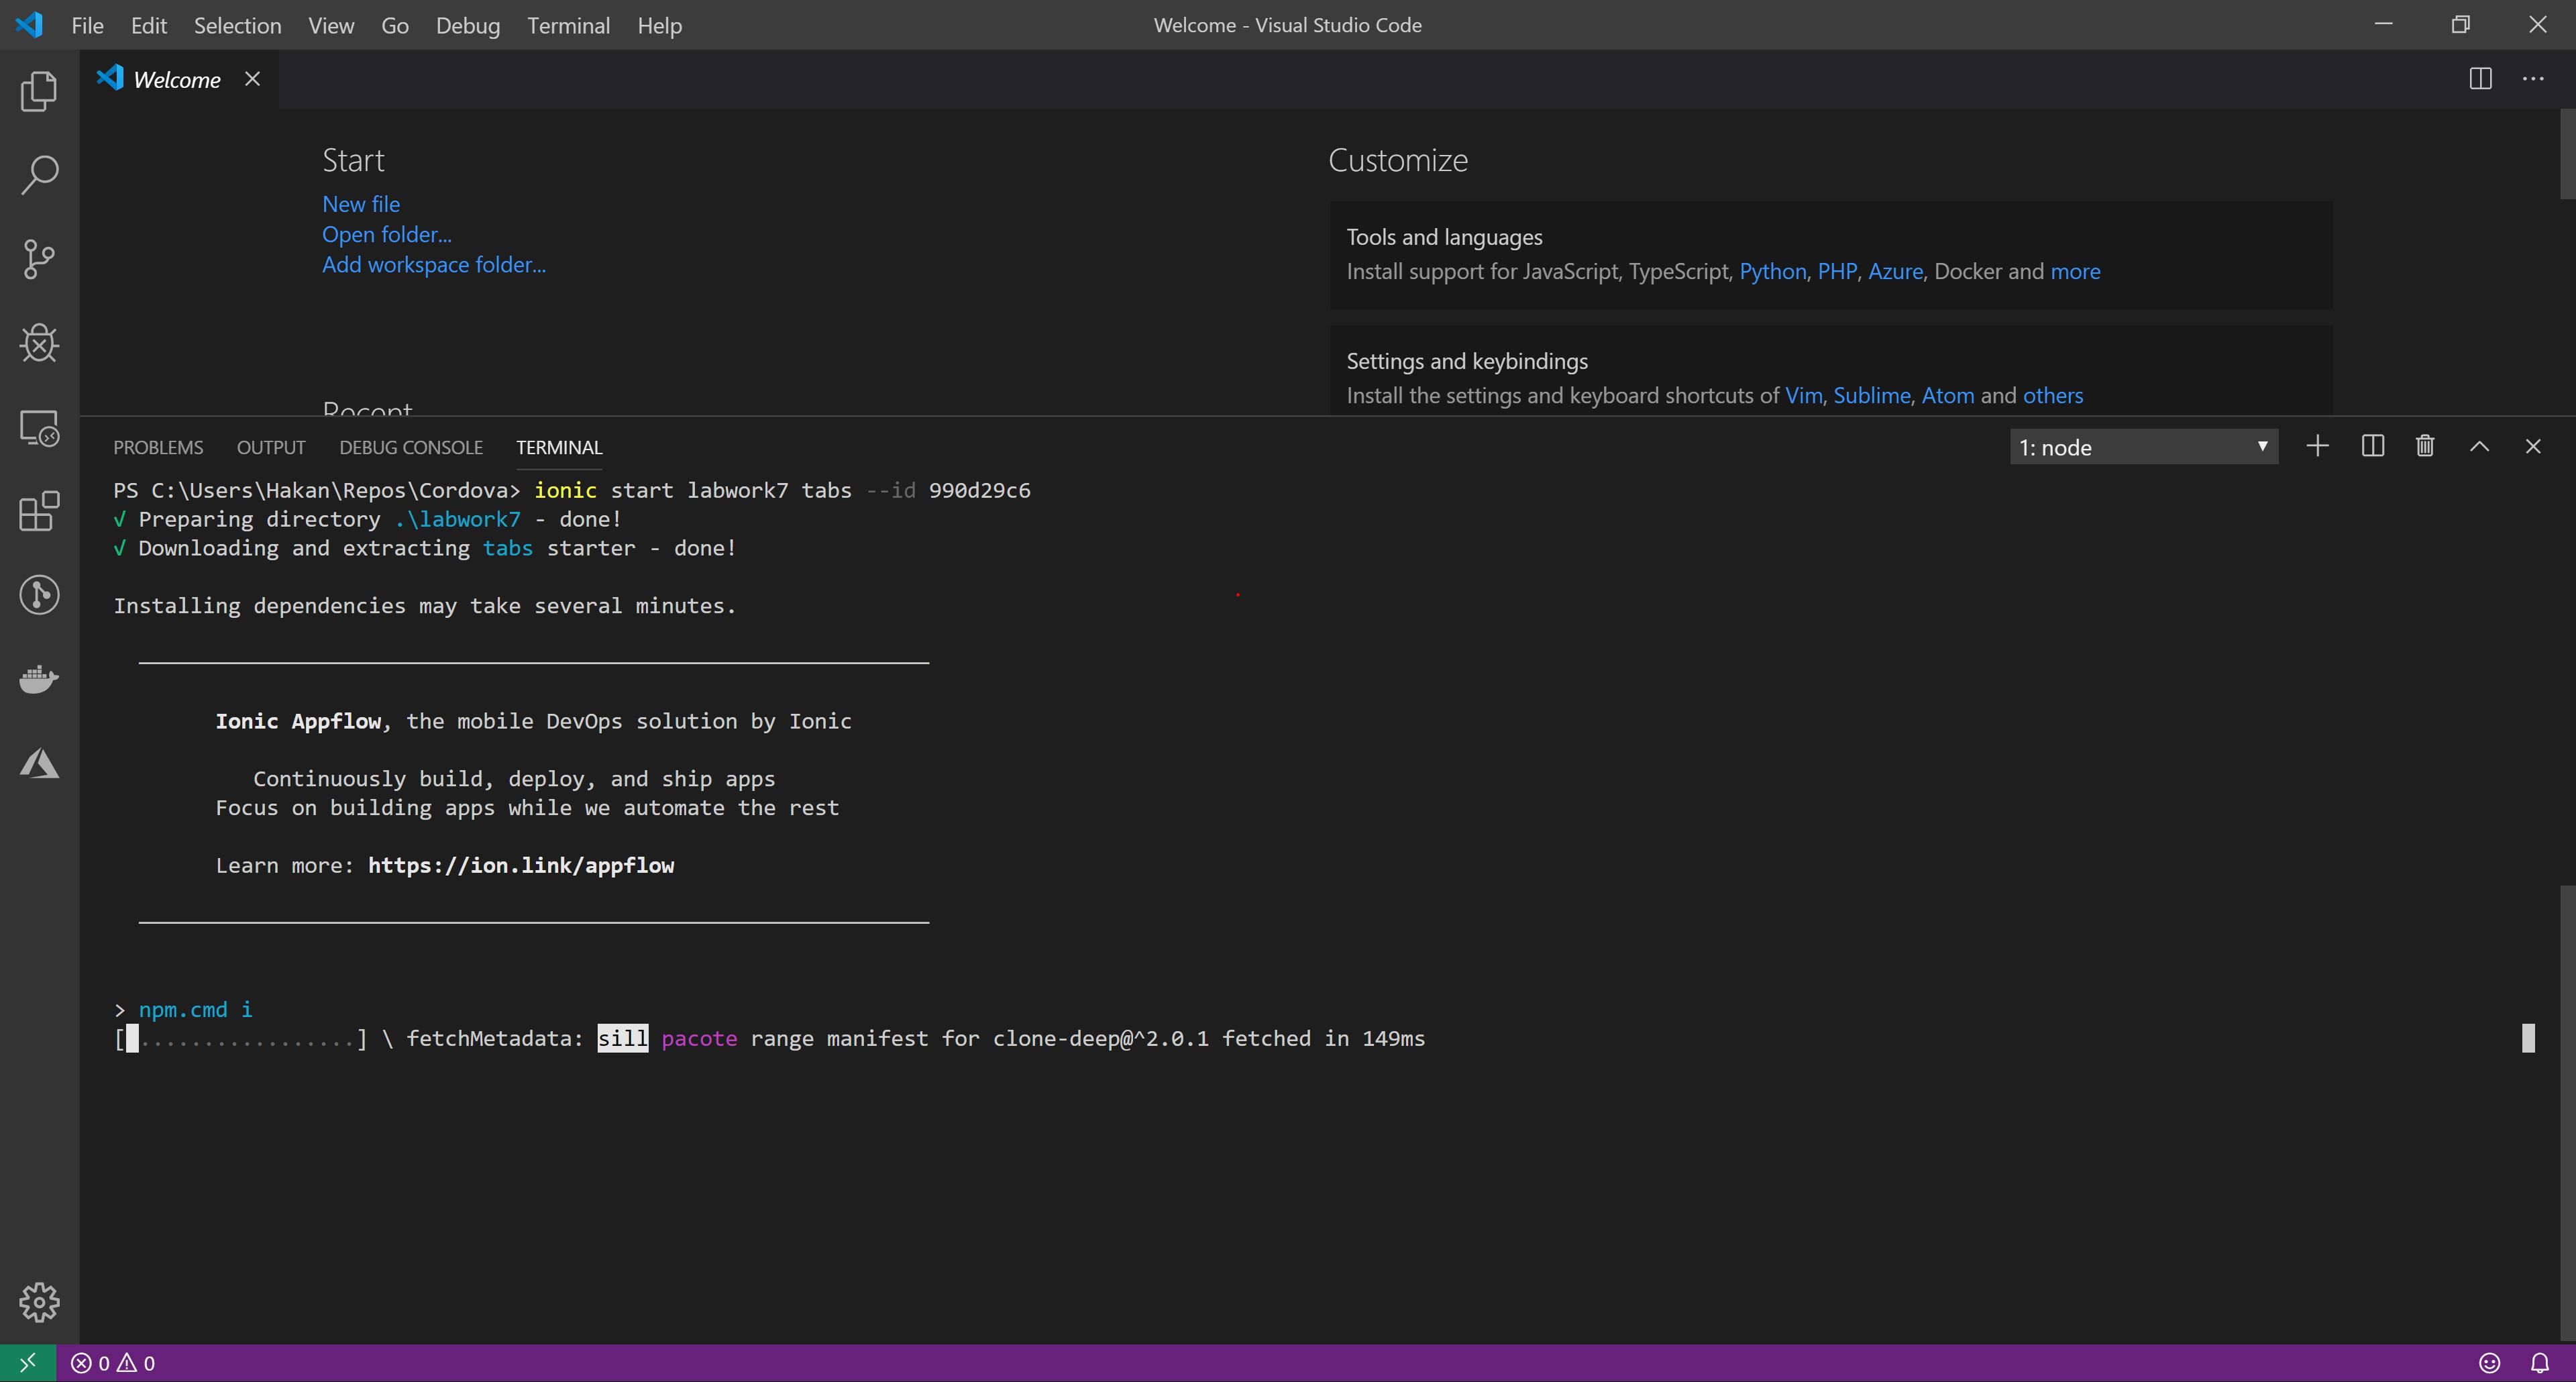 File Edit Selection View Go Debug Terminal Help
Welcome - Visual Studio Code
Welcome
Start
New file
Open folder...
Add workspace folder...
Recent
Customize
Tools and languages
Install support for JavaScript, TypeScript, Python, PHP, Azure, Docker and more
Settings and keybindings
Install the settings and keyboard shortcuts of Vim, Sublime, Atom and others
PROBLEMS OUTPUT DEBUG CONSOLE TERMINAL
1: node
PS C:\Users\Hakan\Repos\Cordova> ionic start labwork7 tabs --id 990d29c6
√ Preparing directory .\labwork7 - done!
√ Downloading and extracting tabs starter - done!
Installing dependencies may take several minutes.
Ionic Appflow, the mobile DevOps solution by Ionic
Continuously build, deploy, and ship apps
Focus on building apps while we automate the rest
Learn more: https://ion.link/appflow
> npm.cmd i
[ .................] \ fetchMetadata: sill pacote range manifest for clone-deep@^2.0.1 fetched in 149ms
0 0